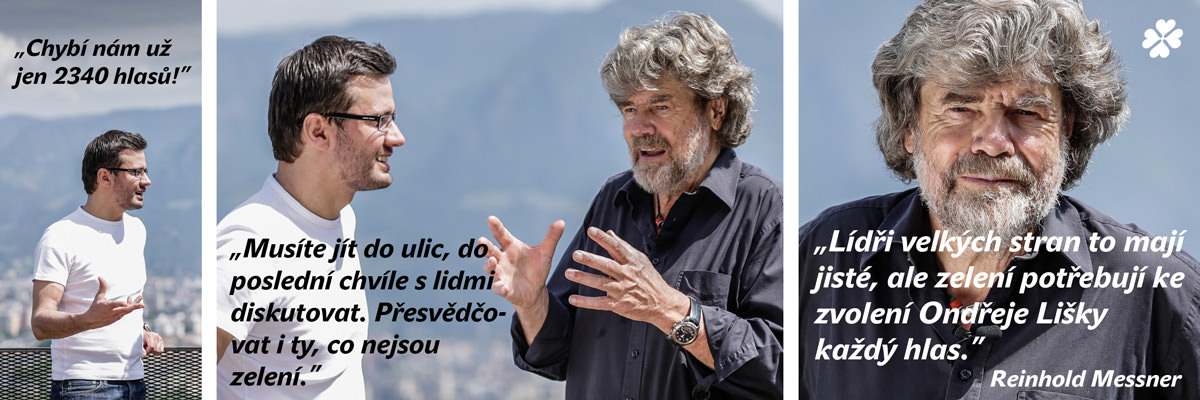 „Chybí nám už
jen 2340 hlasů!”
„Musíte jít do ulic, do
poslední chvíle s lidmi
diskutovat. Přesvědčo-
vat i ty, co nejsou
zelení.”
„Lídři velkých stran to mají
jisté, ale zelení potřebují ke
zvolení Ondřeje Lišky
každý hlas.”
Reinhold Messner